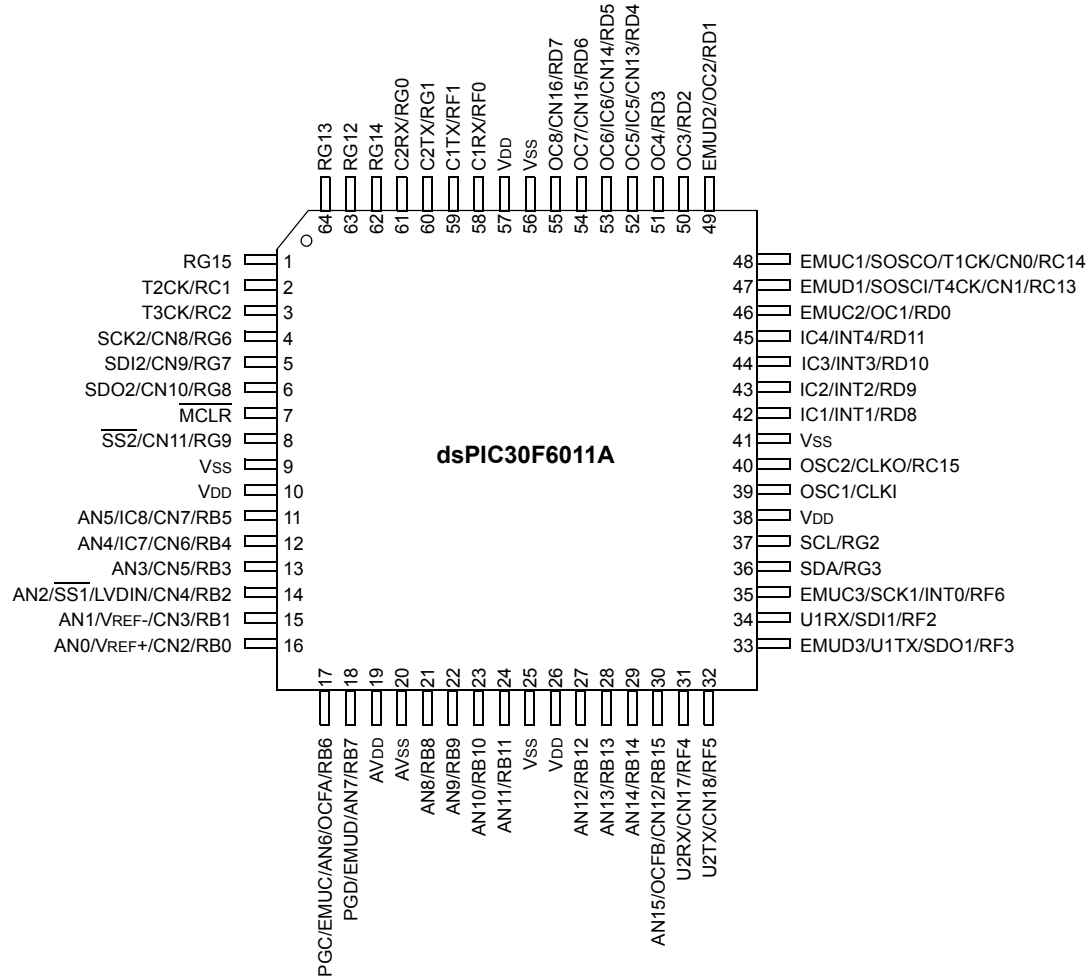 RG13
RG12
RG14
C2RX/RG0
C2TX/RG1
C1TX/RF1
C1RX/RF0
VDD
VSS
OC8/CN16/RD7
OC7/CN15/RD6
OC6/IC6/CN14/RD5
OC5/IC5/CN13/RD4
OC4/RD3
OC3/RD2
EMUD2/OC2/RD1
64 63 62 61 60 59 58 57 56 55 54 53 52 51 50 49
RG15 1
T2CK/RC1 2
T3CK/RC2 3
SCK2/CN8/RG6 4
SDI2/CN9/RG7 5
SDO2/CN10/RG8 6
MCLR 7
SS2/CN11/RG9 8
VSS 9
VDD 10
AN5/IC8/CN7/RB5 11
AN4/IC7/CN6/RB4 12
AN3/CN5/RB3 13
AN2/SS1/LVDIN/CN4/RB2 14
AN1/VREF-/CN3/RB1 15
AN0/VREF+/CN2/RB0 16
dsPIC30F6011A
48 EMUC1/SOSCO/T1CK/CN0/RC14
47 EMUD1/SOSCI/T4CK/CN1/RC13
46 EMUC2/OC1/RD0
45 IC4/INT4/RD11
44 IC3/INT3/RD10
43 IC2/INT2/RD9
42 IC1/INT1/RD8
41 VSS
40 OSC2/CLKO/RC15
39 OSC1/CLKI
38 VDD
37 SCL/RG2
36 SDA/RG3
35 EMUC3/SCK1/INT0/RF6
34 U1RX/SDI1/RF2
33 EMUD3/U1TX/SDO1/RF3
17 18 19 20 21 22 23 24 25 26 27 28 29 30 31 32
PGC/EMUC/AN6/OCFA/RB6
PGD/EMUD/AN7/RB7
AVDD
AVSS
AN8/RB8
AN9/RB9
AN10/RB10
AN11/RB11
VSS
VDD
AN12/RB12
AN13/RB13
AN14/RB14
AN15/OCFB/CN12/RB15
U2RX/CN17/RF4
U2TX/CN18/RF5